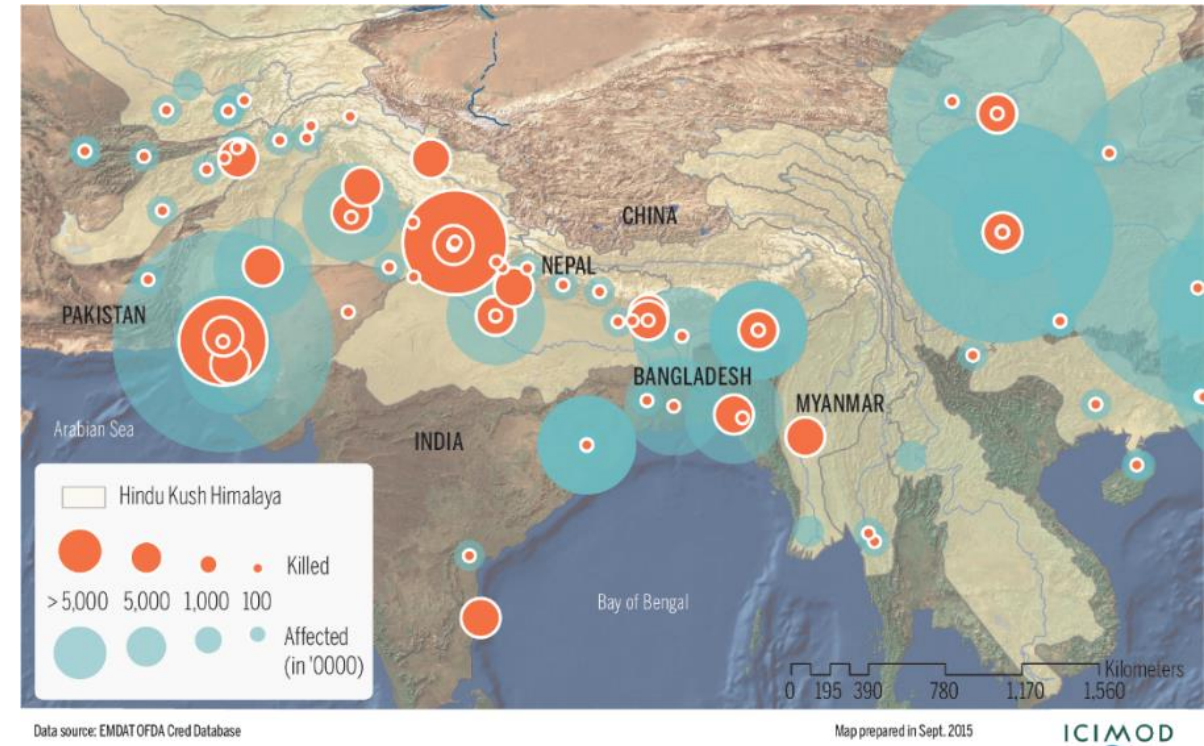 CHINA
NEPAL
PAKISTAN
BANGLADESH
MYANMAR
Arabian Sea
INDIA
Hindu Kush Himalaya
Killed
> 5,000 5,000 1,000 100
Affected
(in '0000)
Bay of Bengal
Kilometers
0 195 390 780 1,170 1,560
Data source: EMDAT OFDA Cred Database
Map prepared in Sept. 2015
ICIMOD